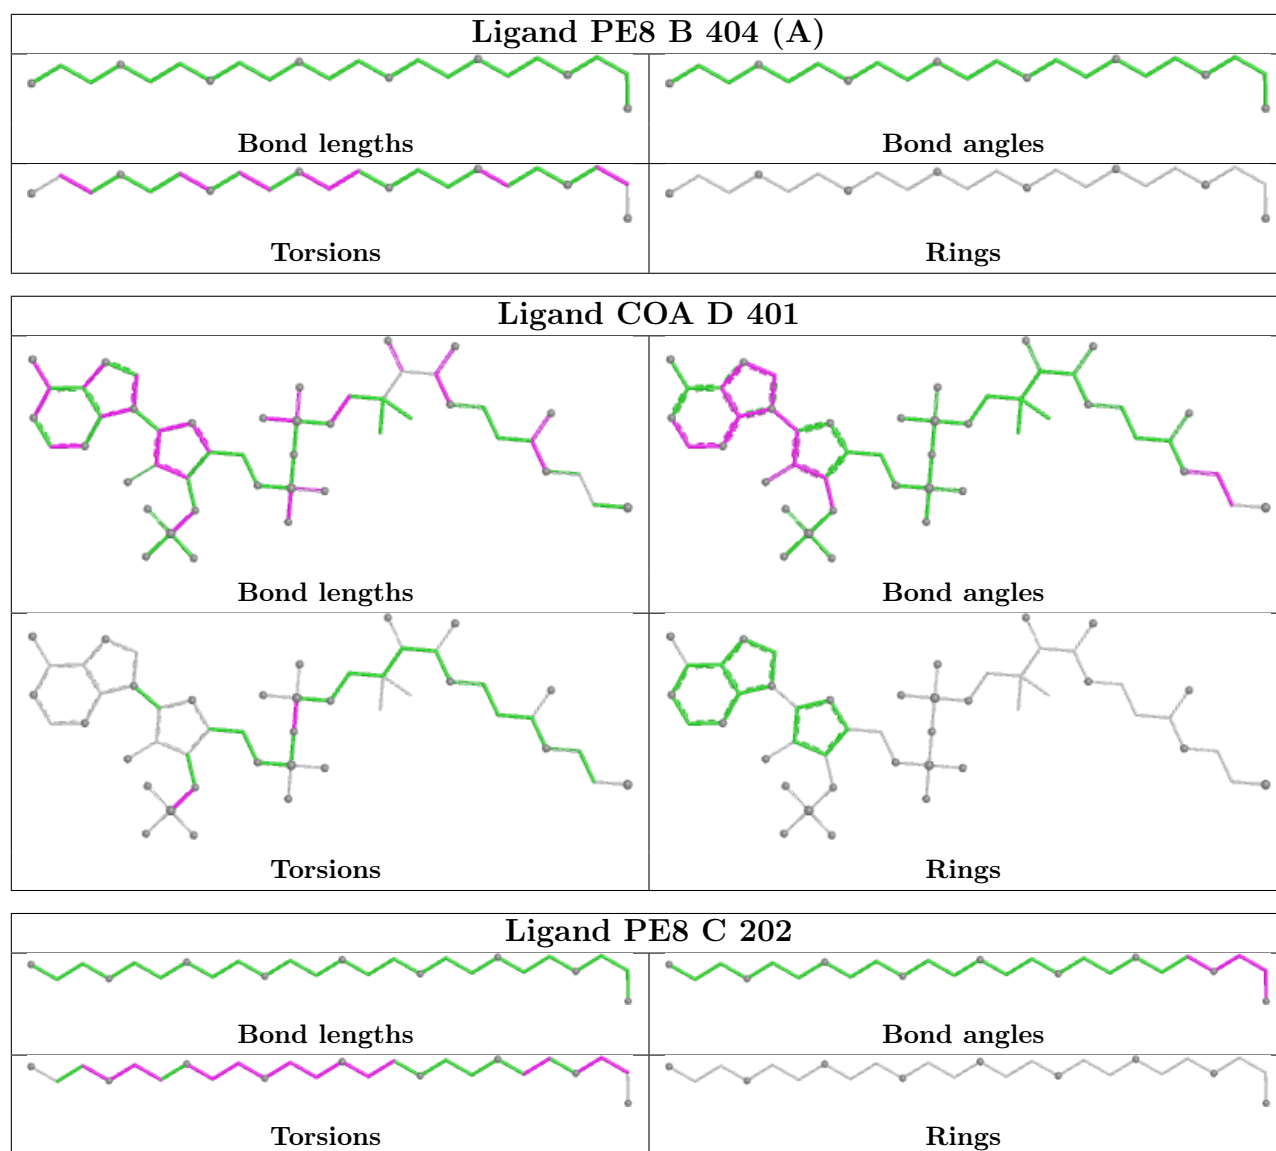 Ligand PE8 B 404 (A)
Bond lengths
Bond angles
Torsions
Rings
Ligand COA D 401
Bond lengths
Bond angles
Torsions
Rings
Ligand PE8 C 202
Bond lengths
Bond angles
Torsions
Rings